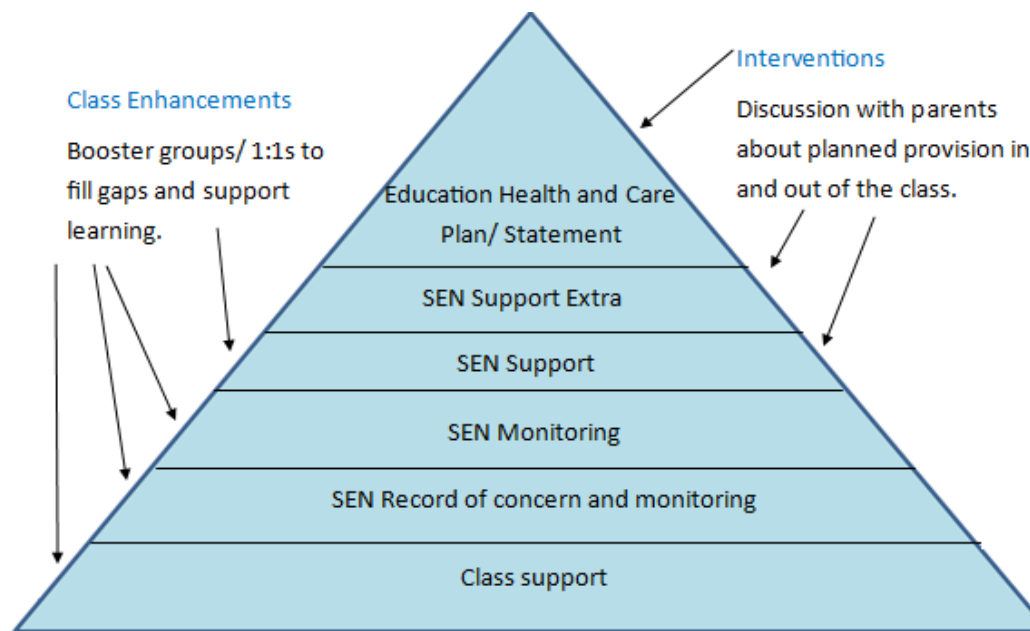 Class Enhancements
Booster groups/ 1:1s to
fill gaps and support
learning.
Interventions
Discussion with parents
about planned provision in
and out of the class.
Education Health and Care
Plan/ Statement
SEN Support Extra
SEN Support
SEN Monitoring
SEN Record of concern and monitoring
Class support